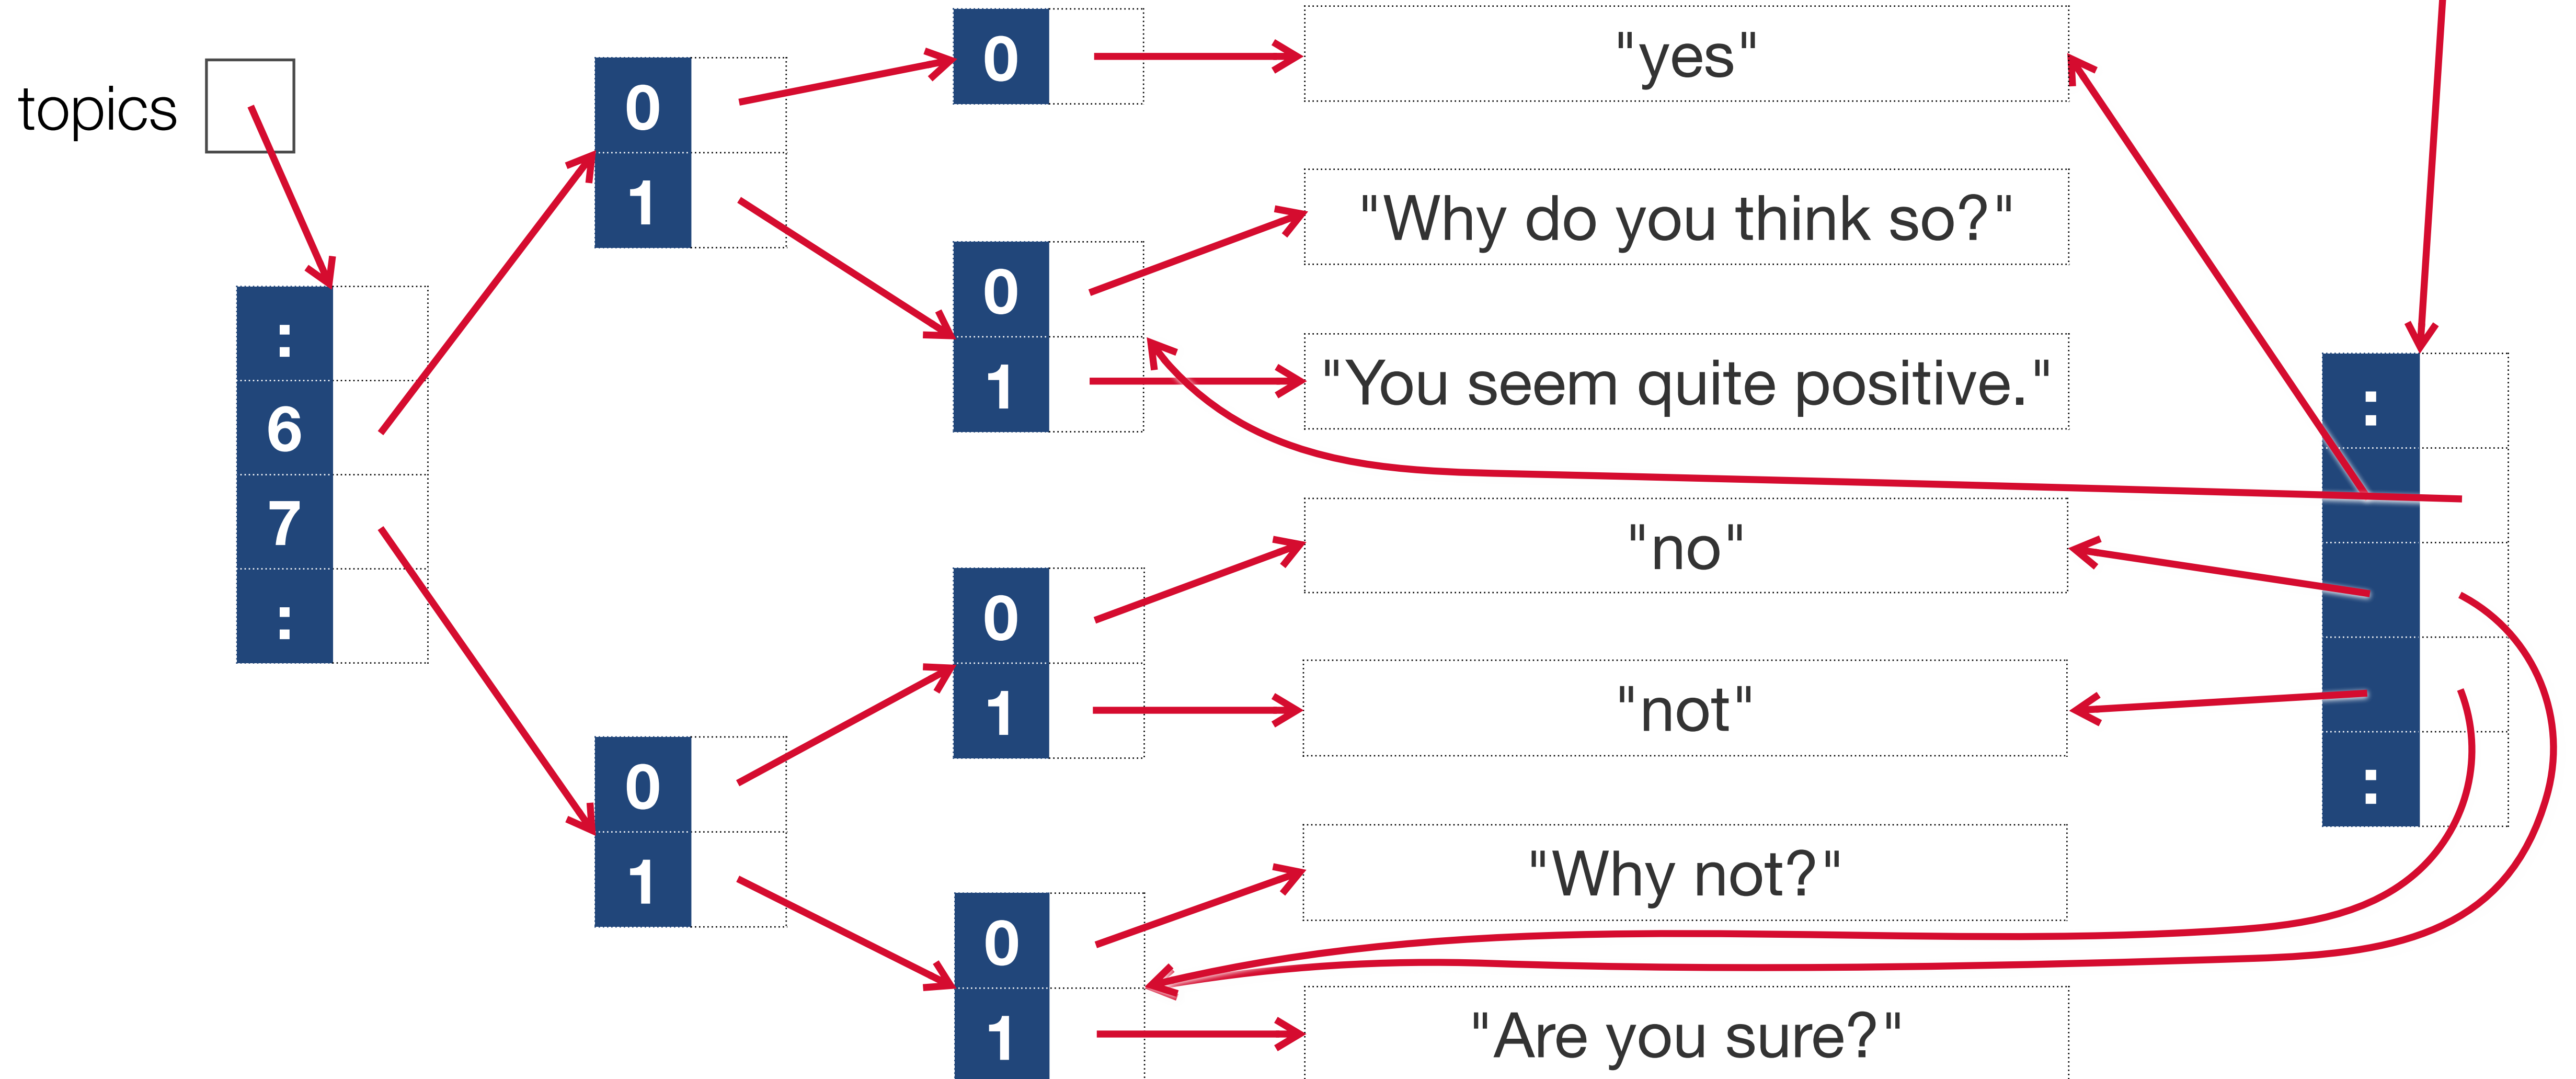 topics
:
6
7
:
0
1
0
1
0
0
1
0
1
0
1
"yes"
"Why do you think so?"
"You seem quite positive."
"no"
"not"
"Why not?"
"Are you sure?"
:
: